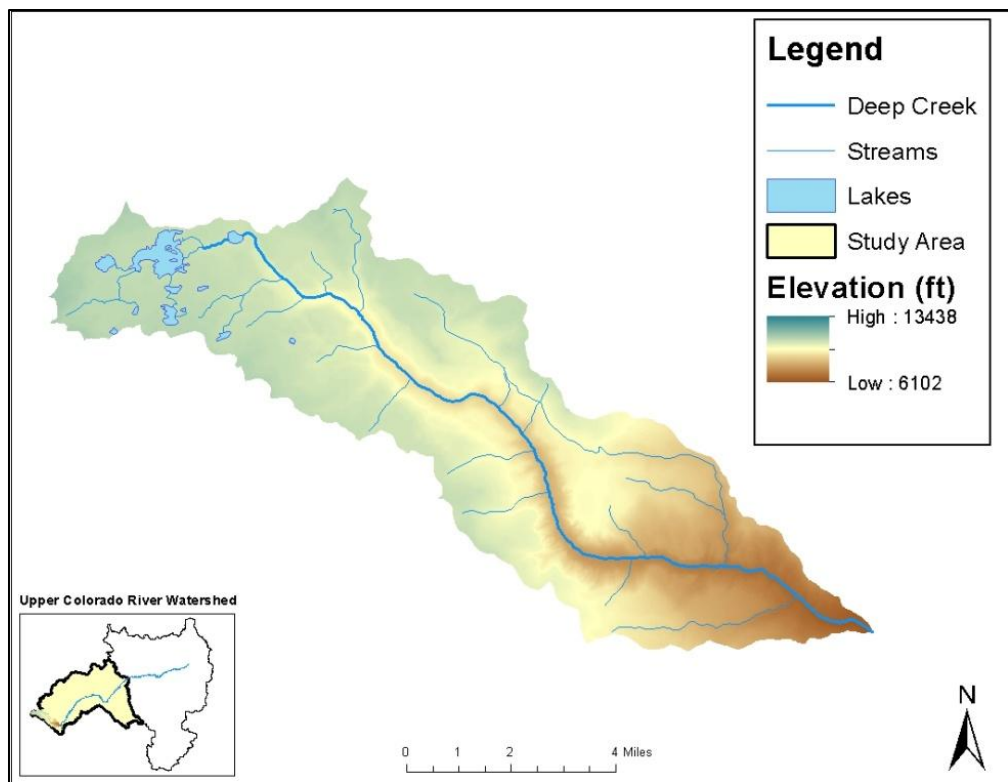 Legend
Deep Creek
Streams
Lakes
Study Area
Elevation (ft)
High : 13438
Low : 6102
Upper Colorado River Watershed
N
0 1 2 4 Miles